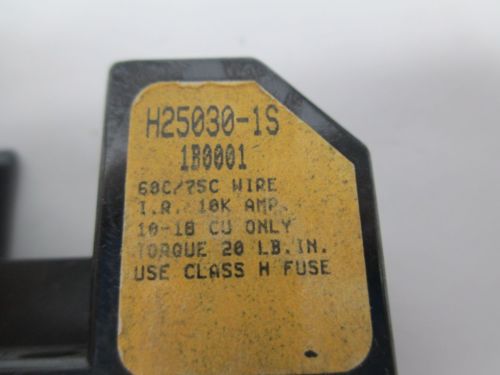 H25030-1S
1B0001
60C/75C WIRE
I.R. 10K AMP.
10-18 CU ONLY
TORQUE 20 LB.IN.
USE CLASS H FUSE